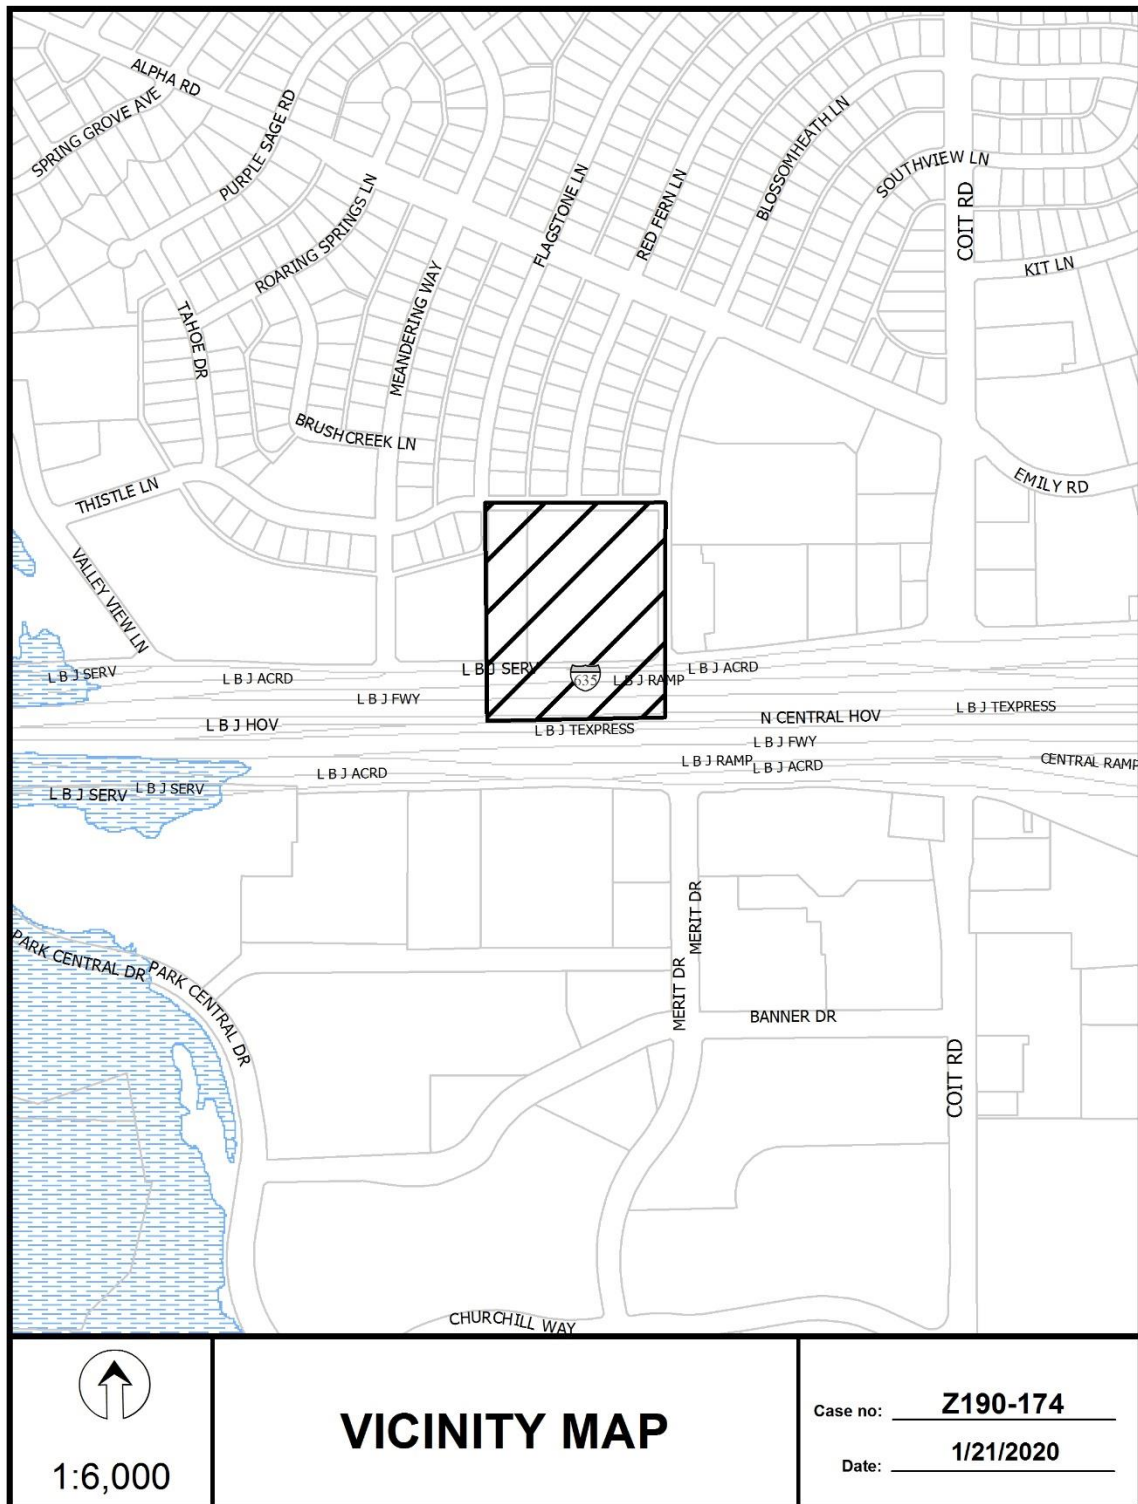 ALPHA RD
SPRING GROVE AVE
PURPLE SAGE RD
ROARING SPRINGS LN
FLAGSTONE LN
RED FERN LN
BLOSSOMHEATH LN
SOUTHVIEW LN
COIT RD
KIT LN
TAHOE DR
MEANDERING WAY
BRUSHCREEK LN
THISTLE LN
EMILY RD
VALLEY VIEW LN
L B J SERV
L B J ACRD
L B J SERV
635
L B J RAMP
L B J ACRD
L B J FWY
L B J HOV
L B J TEXPRESS
N CENTRAL HOV
L B J TEXPRESS
L B J FWY
L B J RAMP
L B J ACRD
CENTRAL RAMP
L B J ACRD
L B J SERV
L B J SERV
MERIT DR
PARK CENTRAL DR
PARK CENTRAL DR
MERIT DR
BANNER DR
COIT RD
CHURCHILL WAY
1:6,000
VICINITY MAP
Case no: Z190-174
Date: 1/21/2020